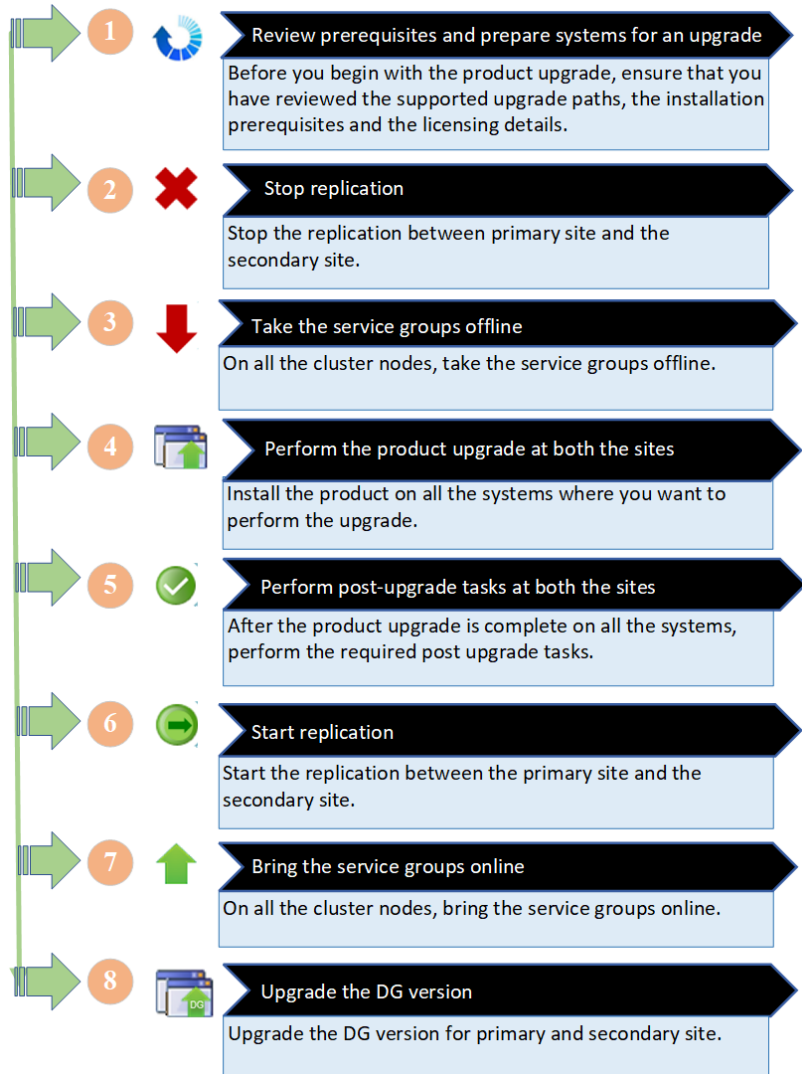 1
Review prerequisites and prepare systems for an upgrade
Before you begin with the product upgrade, ensure that you
have reviewed the supported upgrade paths, the installation
prerequisites and the licensing details.
2
Stop replication
Stop the replication between primary site and the
secondary site.
3
Take the service groups offline
On all the cluster nodes, take the service groups offline.
4
Perform the product upgrade at both the sites
Install the product on all the systems where you want to
perform the upgrade.
5
Perform post-upgrade tasks at both the sites
After the product upgrade is complete on all the systems,
perform the required post upgrade tasks.
6
Start replication
Start the replication between the primary site and the
secondary site.
7
Bring the service groups online
On all the cluster nodes, bring the service groups online.
8
DG
Upgrade the DG version
Upgrade the DG version for primary and secondary site.